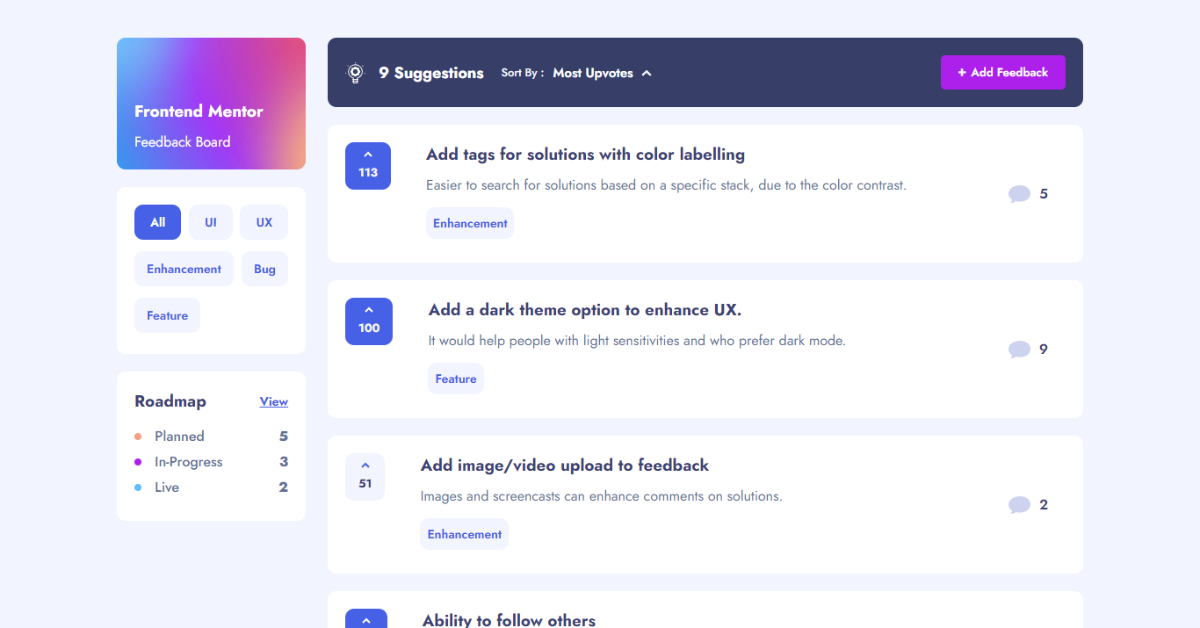 Frontend Mentor
Feedback Board
All
UI
UX
Enhancement
Bug
Feature
Roadmap
View
Planned 5
In-Progress 3
Live 2
9 Suggestions
Sort By : Most Upvotes
+ Add Feedback
113
Add tags for solutions with color labelling
Easier to search for solutions based on a specific stack, due to the color contrast.
Enhancement
5
100
Add a dark theme option to enhance UX.
It would help people with light sensitivities and who prefer dark mode.
Feature
9
51
Add image/video upload to feedback
Images and screencasts can enhance comments on solutions.
Enhancement
2
Ability to follow others